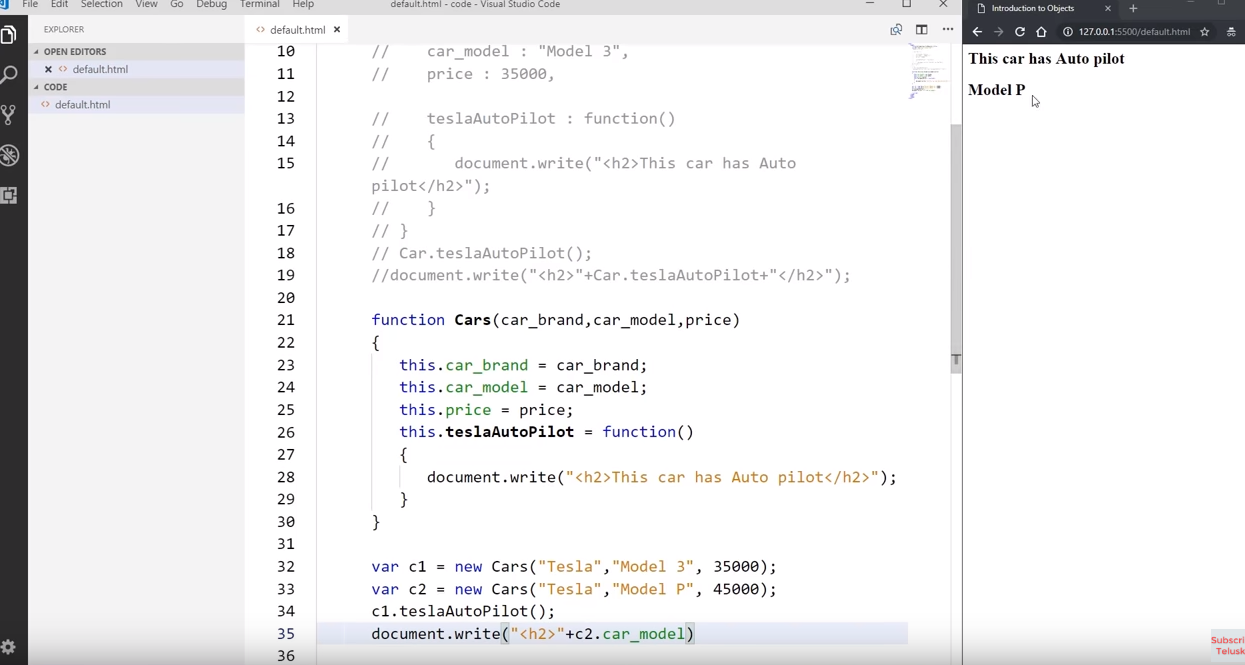 File Edit Selection View Go Debug Terminal Help
default.html - code - Visual Studio Code
Introduction to Objects
EXPLORER
default.html
127.0.0.1:5500/default.html
OPEN EDITORS
default.html
CODE
default.html
10 // car_model : "Model 3",
11 // price : 35000,
12
13 // teslaAutoPilot : function()
14 // {
15 // document.write("<h2>This car has Auto
pilot</h2>");
16 // }
17 // }
18 // Car.teslaAutoPilot();
19 //document.write("<h2>"+Car.teslaAutoPilot+"</h2>");
20
21 function Cars(car_brand,car_model,price)
22 {
23 this.car_brand = car_brand;
24 this.car_model = car_model;
25 this.price = price;
26 this.teslaAutoPilot = function()
27 {
28 document.write("<h2>This car has Auto pilot</h2>");
29 }
30 }
31
32 var c1 = new Cars("Tesla","Model 3", 35000);
33 var c2 = new Cars("Tesla","Model P", 45000);
34 c1.teslaAutoPilot();
35 document.write("<h2>"+c2.car_model)
36
This car has Auto pilot
Model P
Subscri
Telusk